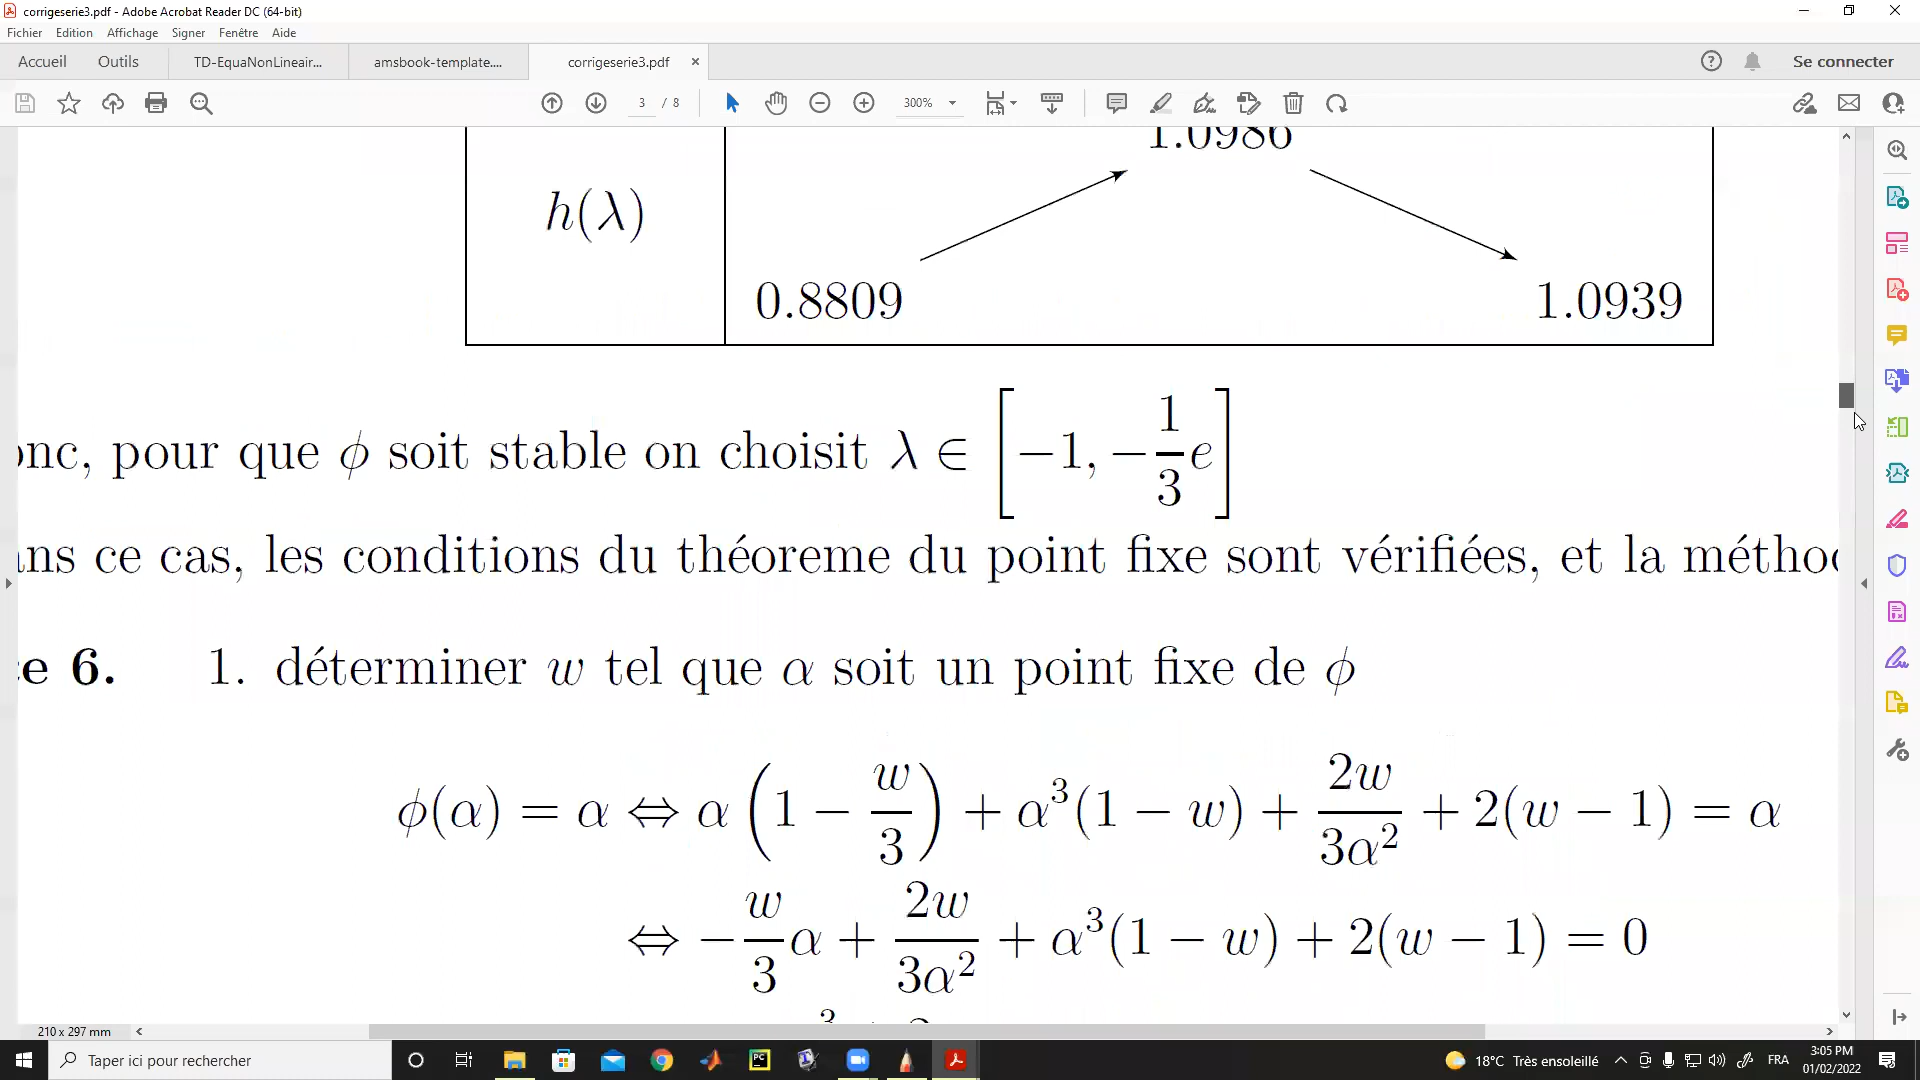 corrigeserie3.pdf - Adobe Acrobat Reader DC (64-bit)
Fichier Edition Affichage Signer Fenêtre Aide
Accueil Outils TD-EquaNonLineair... amsbook-template.... corrigeserie3.pdf × Se connecter
3 / 8 300%
1.0986
h(λ)
0.8809 1.0939
onc, pour que ϕ soit stable on choisit λ ∈ [−1, −1/3 e]
ans ce cas, les conditions du théoreme du point fixe sont vérifiées, et la méthod
e 6. 1. déterminer w tel que α soit un point fixe de ϕ
ϕ(α) = α ⇔ α (1 − w/3) + α³(1 − w) + 2w/3α² + 2(w − 1) = α
⇔ −w/3 α + 2w/3α² + α³(1 − w) + 2(w − 1) = 0
210 x 297 mm
Taper ici pour rechercher 18°C Très ensoleillé FRA 3:05 PM
01/02/2022